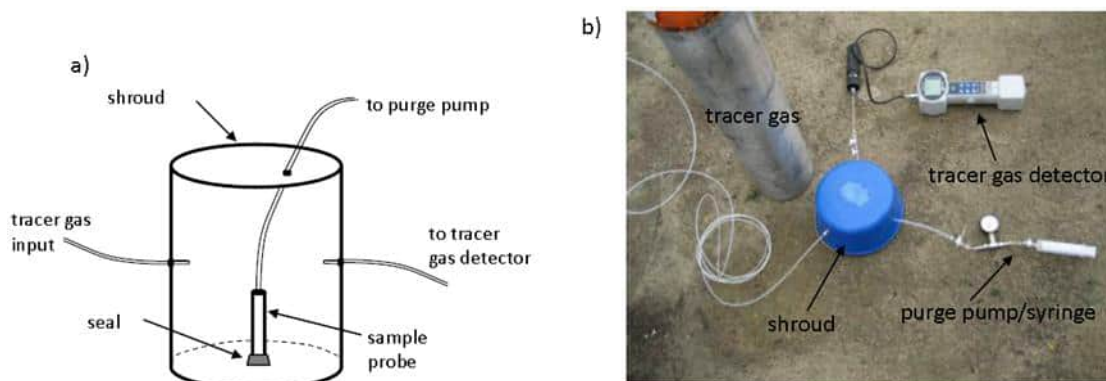 a)
shroud
to purge pump
tracer gas
input
to tracer
gas detector
seal
sample
probe
b)
tracer gas
tracer gas detector
shroud
purge pump/syringe